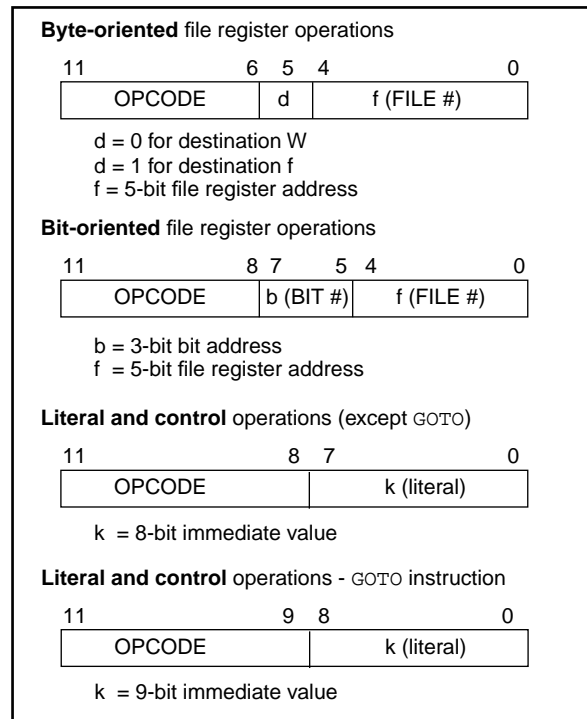 Byte-oriented file register operations
11 6 5 4 0
OPCODE d f (FILE #)
d = 0 for destination W
d = 1 for destination f
f = 5-bit file register address
Bit-oriented file register operations
11 8 7 5 4 0
OPCODE b (BIT #) f (FILE #)
b = 3-bit bit address
f = 5-bit file register address
Literal and control operations (except GOTO)
11 8 7 0
OPCODE k (literal)
k = 8-bit immediate value
Literal and control operations - GOTO instruction
11 9 8 0
OPCODE k (literal)
k = 9-bit immediate value